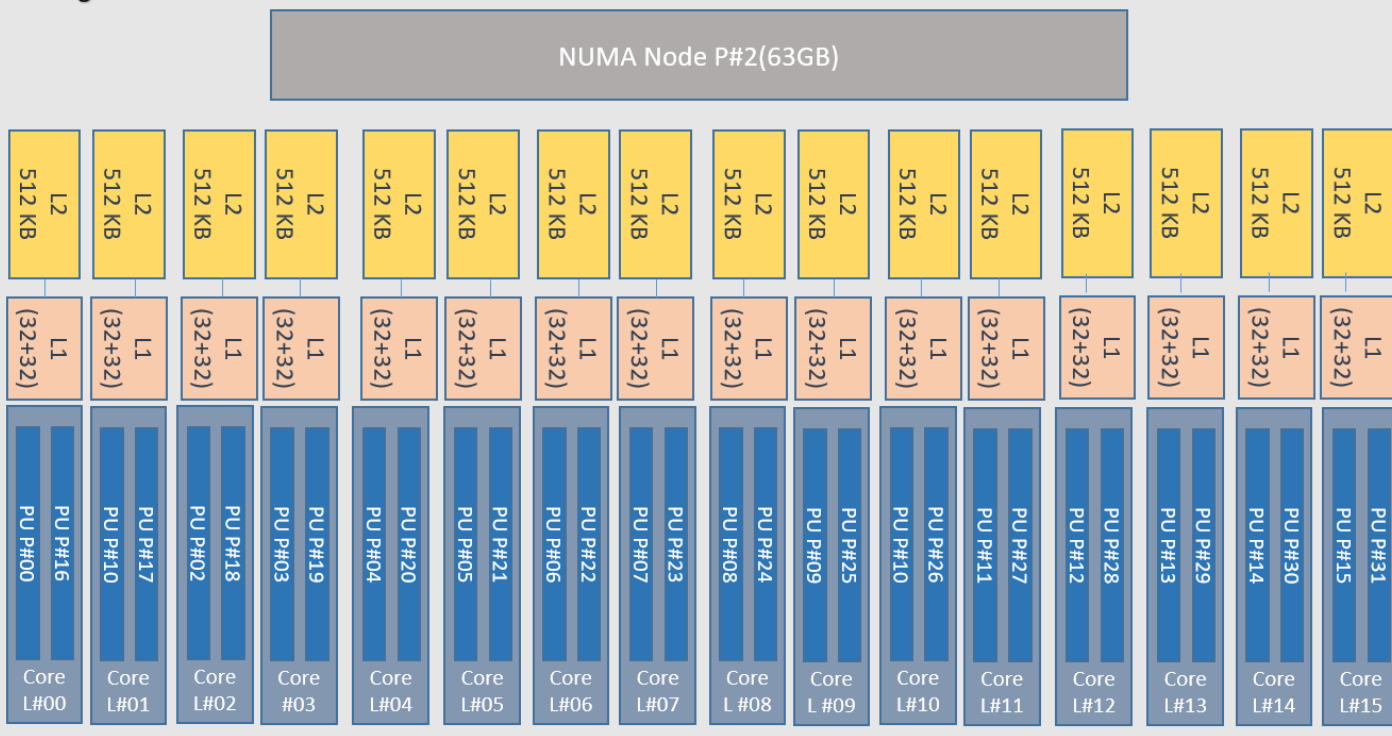 NUMA Node P#2(63GB)
L2
512 KB
L2
512 KB
L2
512 KB
L2
512 KB
L2
512 KB
L2
512 KB
L2
512 KB
L2
512 KB
L2
512 KB
L2
512 KB
L2
512 KB
L2
512 KB
L2
512 KB
L2
512 KB
L2
512 KB
L2
512 KB
L1
(32+32)
L1
(32+32)
L1
(32+32)
L1
(32+32)
L1
(32+32)
L1
(32+32)
L1
(32+32)
L1
(32+32)
L1
(32+32)
L1
(32+32)
L1
(32+32)
L1
(32+32)
L1
(32+32)
L1
(32+32)
L1
(32+32)
L1
(32+32)
PU P#00
PU P#16
PU P#10
PU P#17
PU P#02
PU P#18
PU P#03
PU P#19
PU P#04
PU P#20
PU P#05
PU P#21
PU P#06
PU P#22
PU P#07
PU P#23
PU P#08
PU P#24
PU P#09
PU P#25
PU P#10
PU P#26
PU P#11
PU P#27
PU P#12
PU P#28
PU P#13
PU P#29
PU P#14
PU P#30
PU P#15
PU P#31
Core
L#00
Core
L#01
Core
L#02
Core
#03
Core
L#04
Core
L#05
Core
L#06
Core
L#07
Core
L #08
Core
L #09
Core
L#10
Core
L#11
Core
L#12
Core
L#13
Core
L#14
Core
L#15